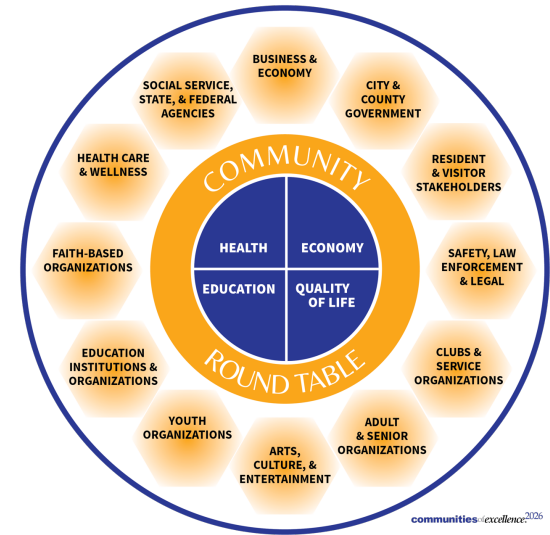 BUSINESS &
ECONOMY
CITY &
COUNTY
GOVERNMENT
RESIDENT
& VISITOR
STAKEHOLDERS
SAFETY, LAW
ENFORCEMENT
& LEGAL
CLUBS &
SERVICE
ORGANIZATIONS
ADULT
& SENIOR
ORGANIZATIONS
ARTS,
CULTURE, &
ENTERTAINMENT
YOUTH
ORGANIZATIONS
EDUCATION
INSTITUTIONS &
ORGANIZATIONS
FAITH-BASED
ORGANIZATIONS
HEALTH CARE
& WELLNESS
SOCIAL SERVICE,
STATE, & FEDERAL
AGENCIES
COMMUNITY
HEALTH
ECONOMY
EDUCATION
QUALITY
OF LIFE
ROUND TABLE
communities of excellence 2026